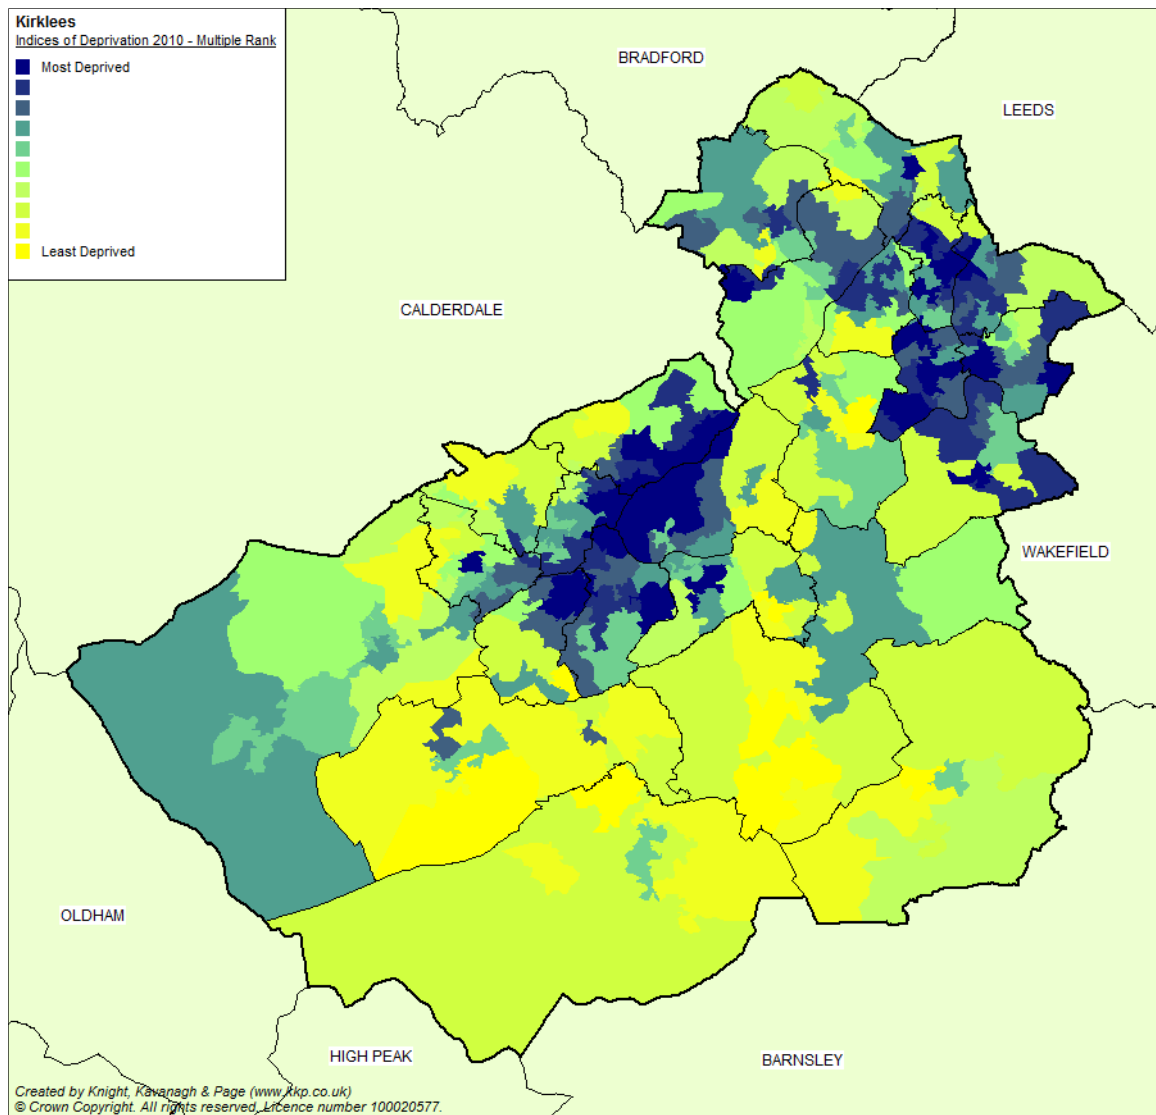 Kirklees
Indices of Deprivation 2010 - Multiple Rank
Most Deprived
Least Deprived
BRADFORD
LEEDS
CALDERDALE
WAKEFIELD
OLDHAM
HIGH PEAK
BARNSLEY
Created by Knight, Kavanagh & Page (www.kkp.co.uk)
© Crown Copyright. All rights reserved. Licence number 100020577.